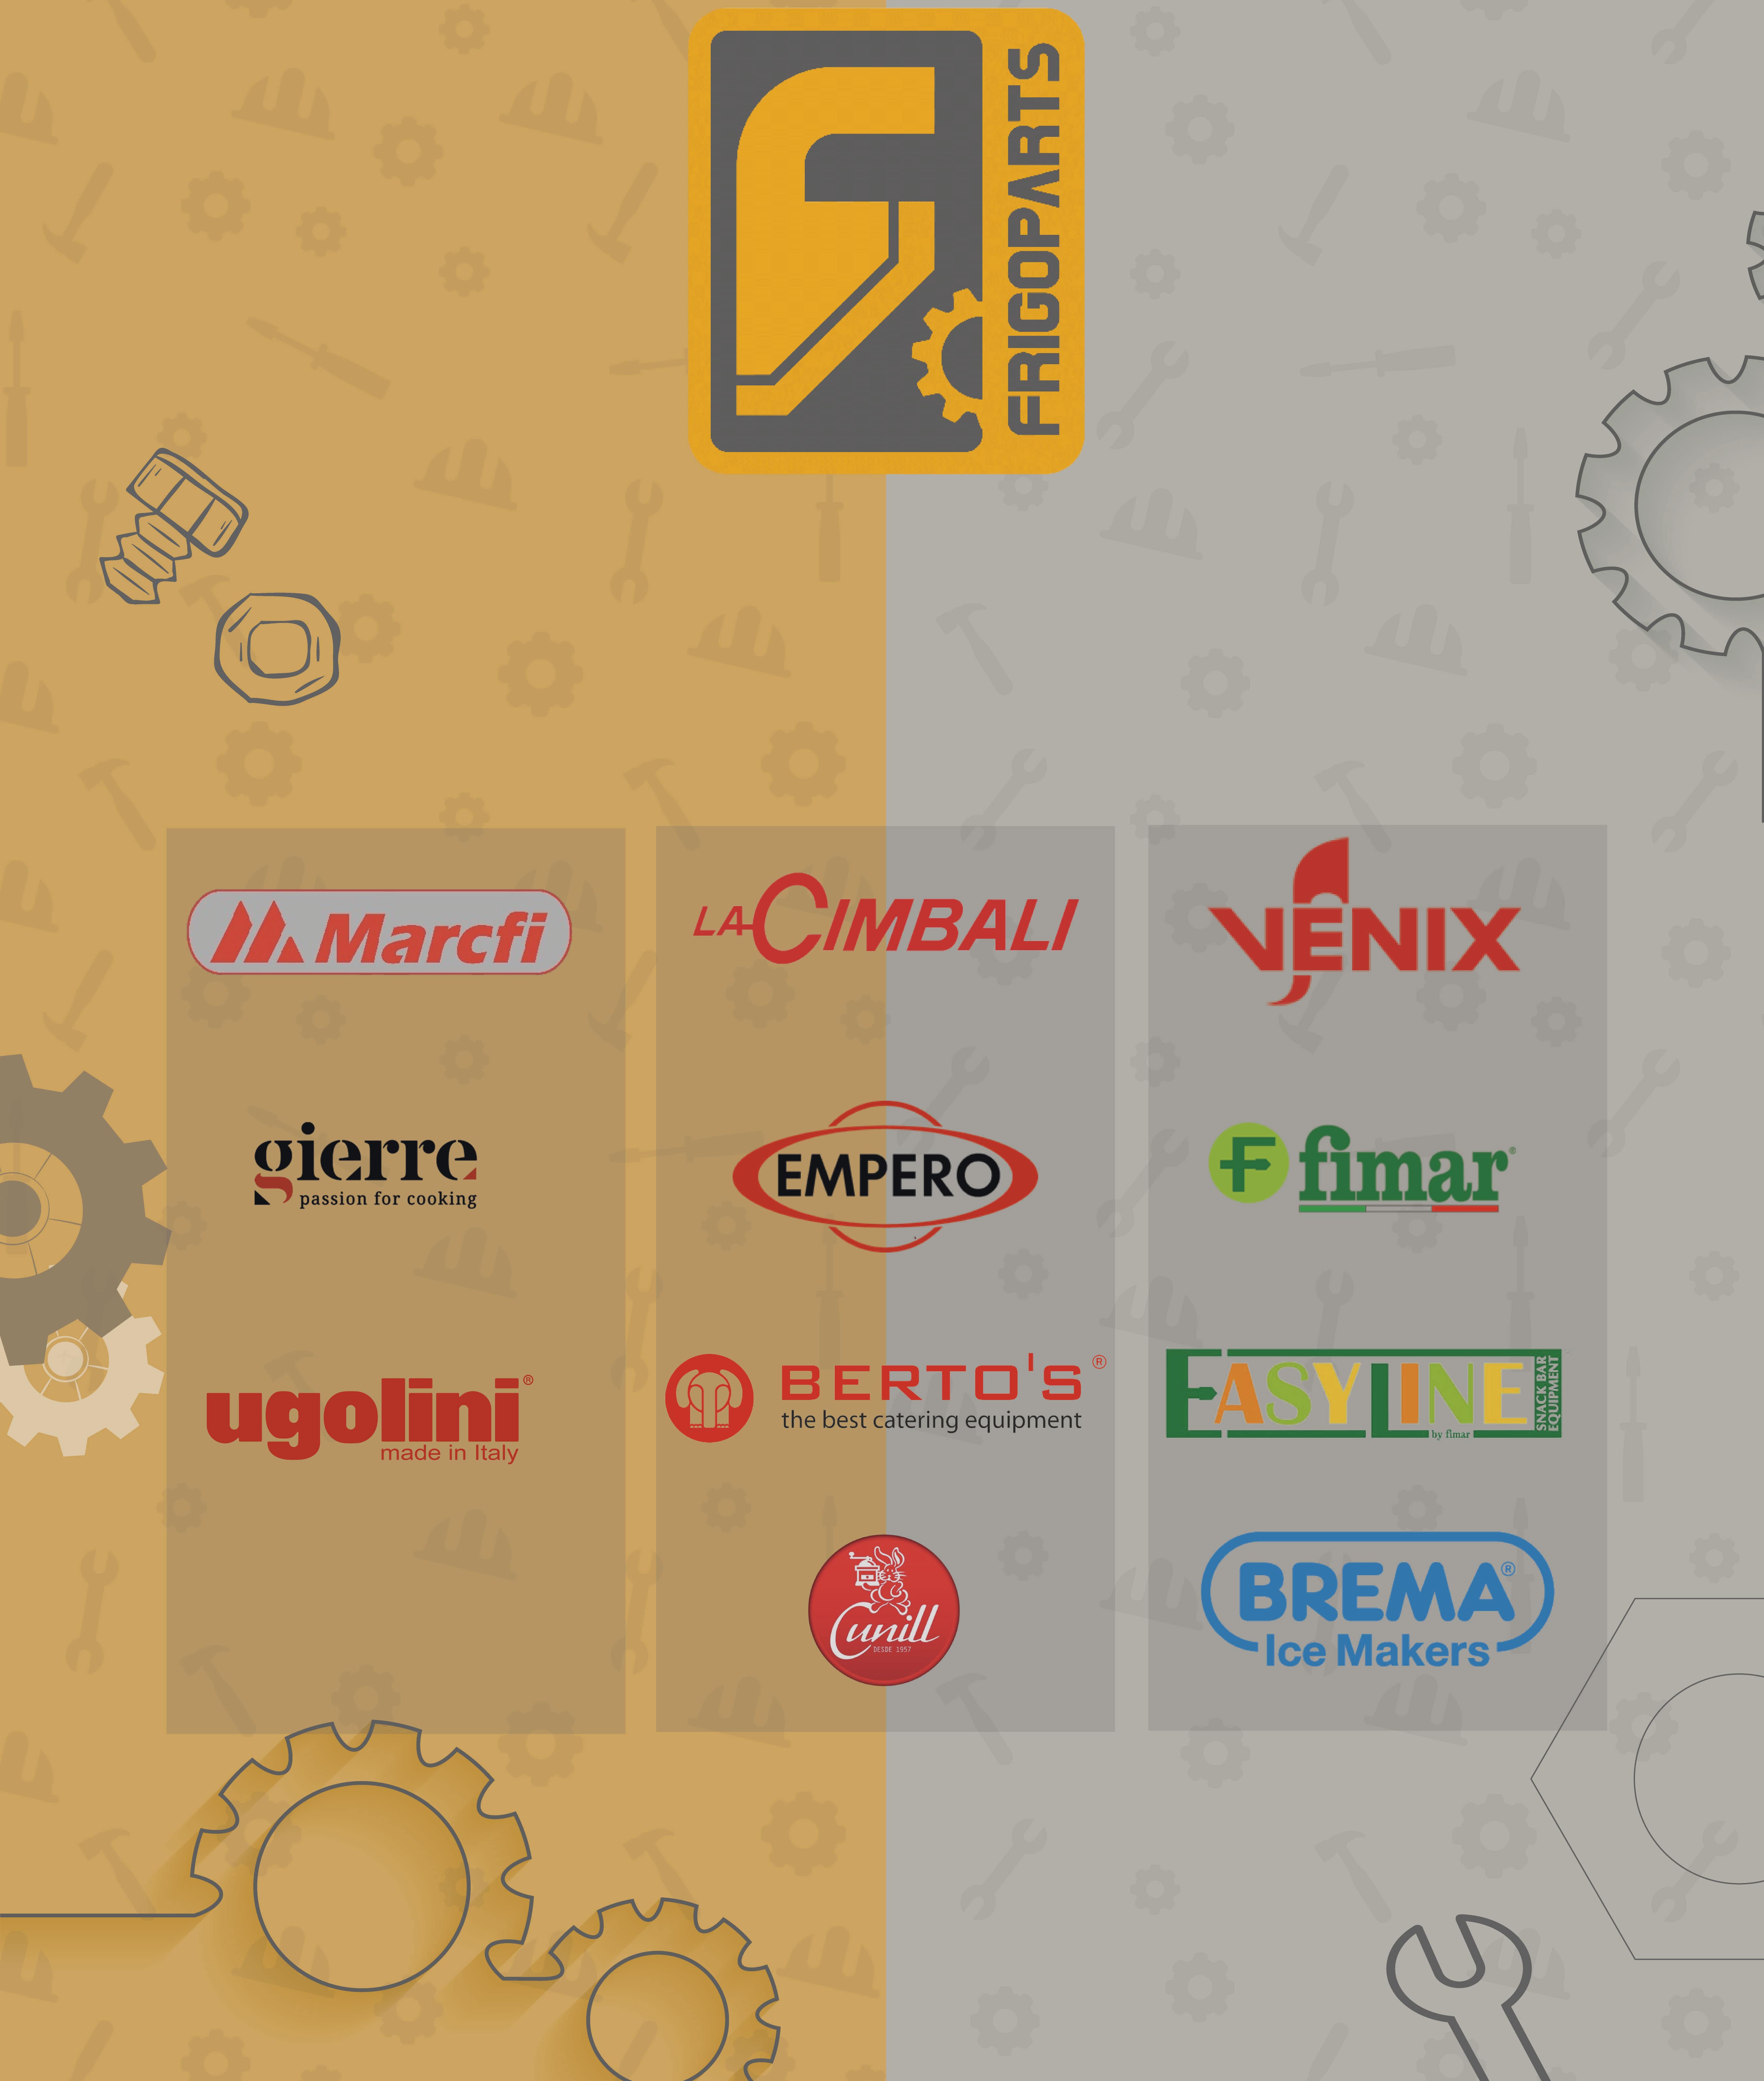 FRIGOPARTS
Marcfi
LA CIMBALI
VENIX
gierre
passion for cooking
EMPERO
F fimar®
ugolini®
made in Italy
BERTO'S®
the best catering equipment
EASYLINE
SNACK BAR
EQUIPMENT
by fimar
Cunill
DESDE 1957
BREMA®
Ice Makers